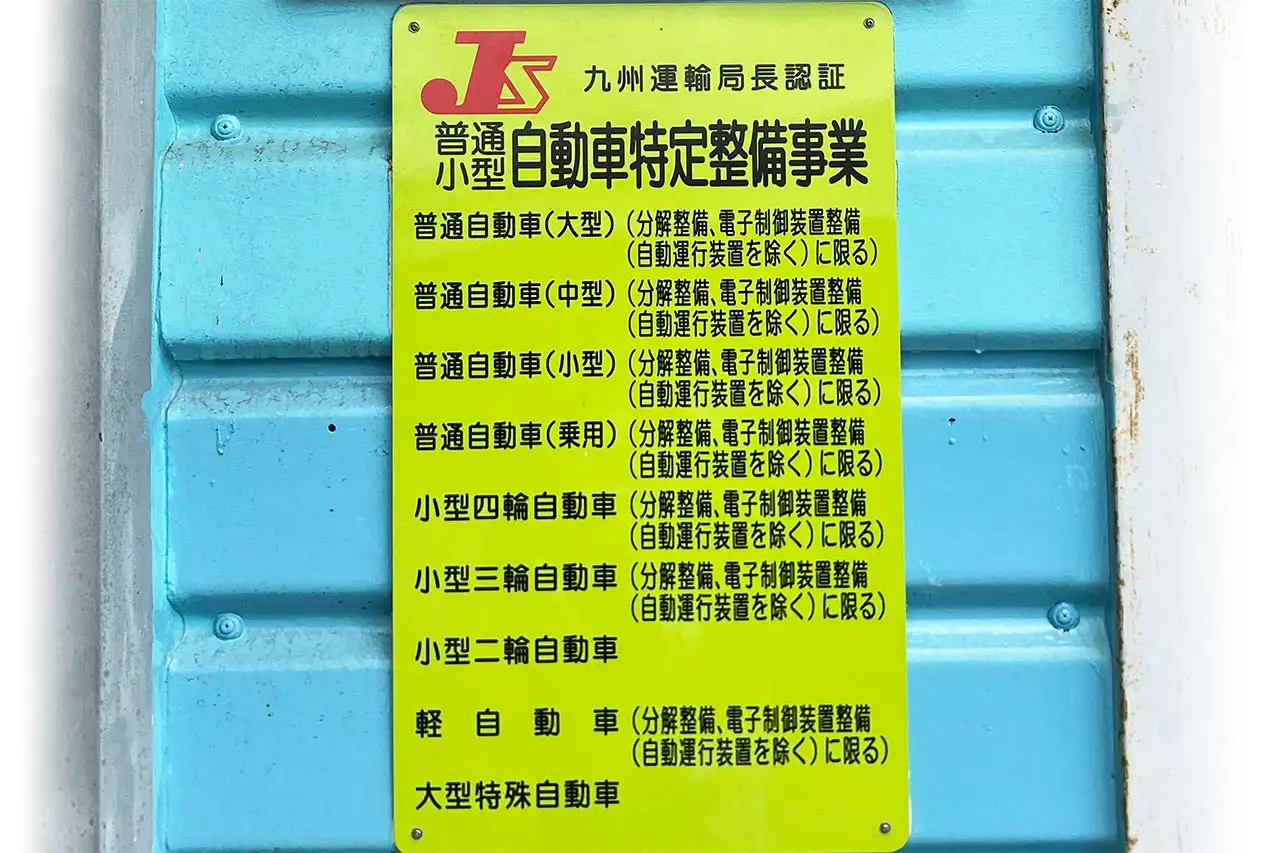 JS 九州運輸局長認証
普通
小型 自動車特定整備事業
普通自動車(大型)(分解整備、電子制御装置整備
(自動運行装置を除く)に限る)
普通自動車(中型)(分解整備、電子制御装置整備
(自動運行装置を除く)に限る)
普通自動車(小型)(分解整備、電子制御装置整備
(自動運行装置を除く)に限る)
普通自動車(乗用)(分解整備、電子制御装置整備
(自動運行装置を除く)に限る)
小型四輪自動車(分解整備、電子制御装置整備
(自動運行装置を除く)に限る)
小型三輪自動車(分解整備、電子制御装置整備
(自動運行装置を除く)に限る)
小型二輪自動車
軽自動車(分解整備、電子制御装置整備
(自動運行装置を除く)に限る)
大型特殊自動車